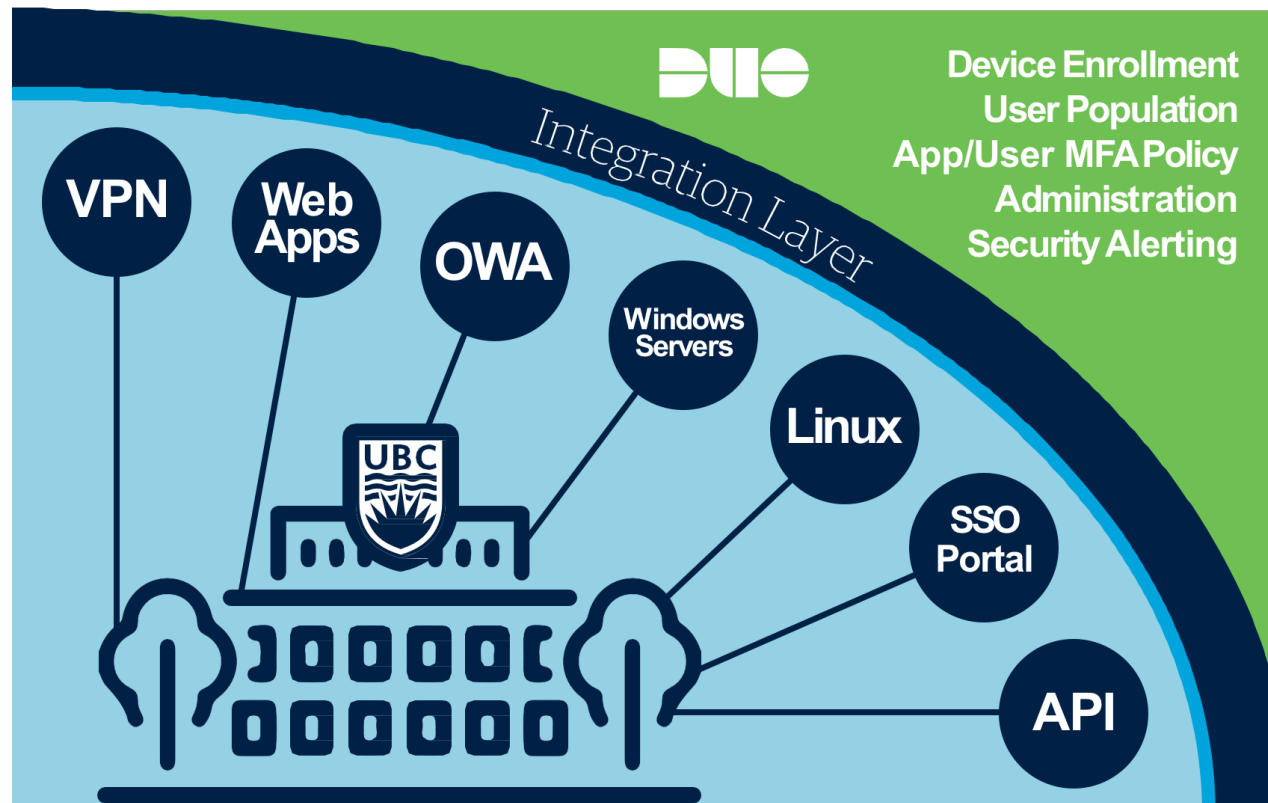 DUO
Device Enrollment
User Population
App/User MFA Policy
Administration
Security Alerting
Integration Layer
VPN
Web
Apps
OWA
Windows
Servers
Linux
SSO
Portal
API
UBC